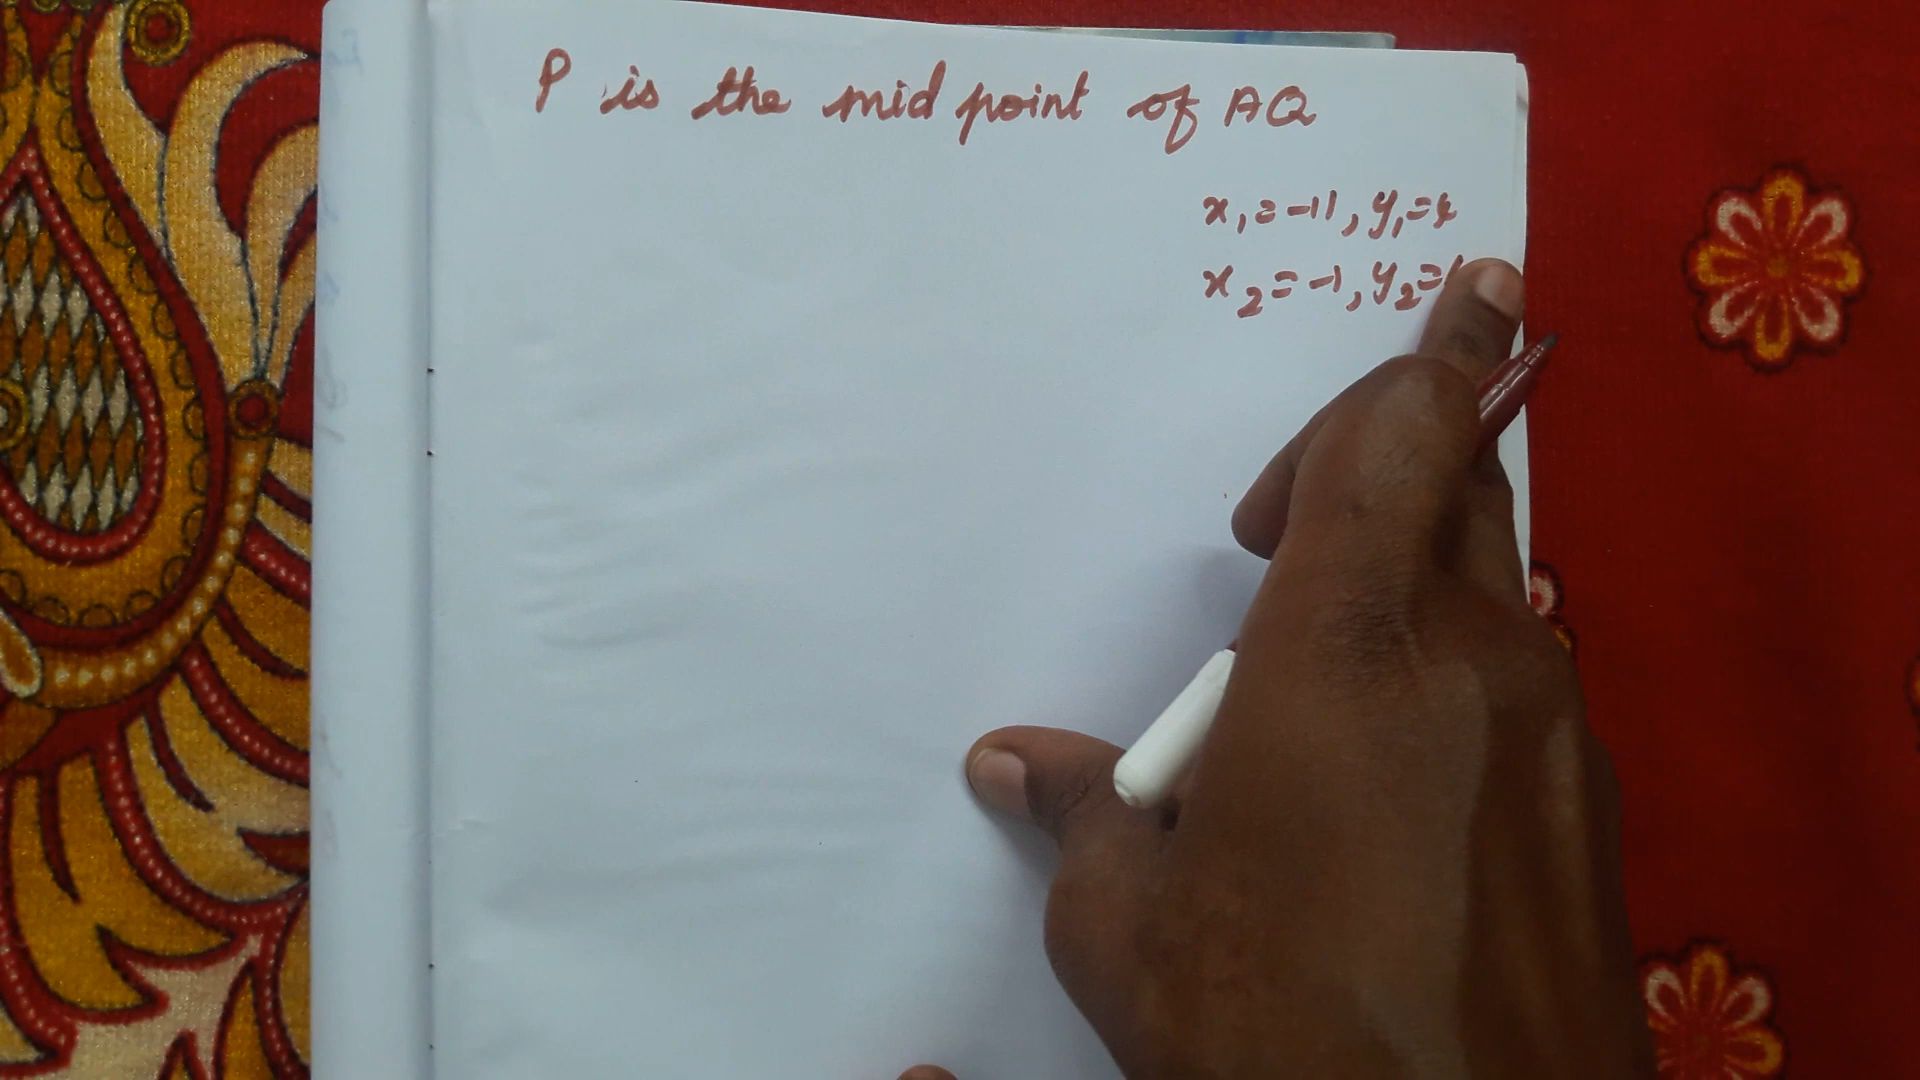 P is the mid point of AQ
x₁ = -11, y₁ = 4
x₂ = -1, y₂ =